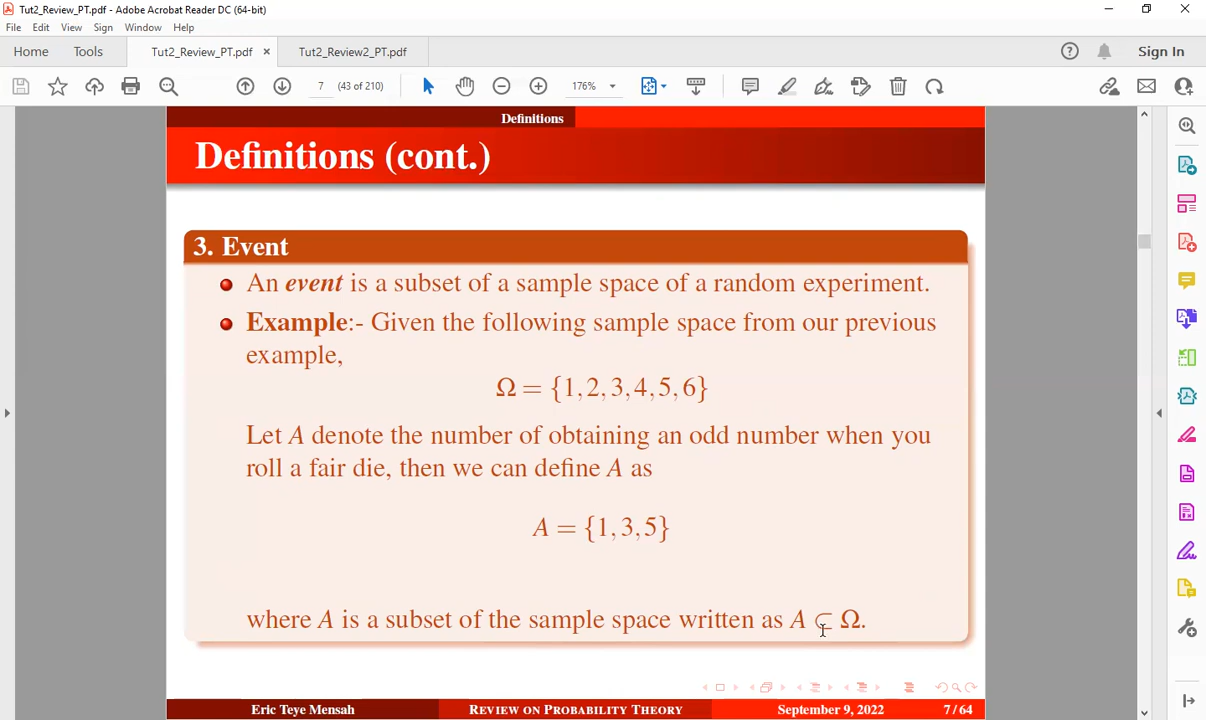 Tut2_Review_PT.pdf - Adobe Acrobat Reader DC (64-bit)
File Edit View Sign Window Help
Home Tools Tut2_Review_PT.pdf × Tut2_Review2_PT.pdf Sign In
7 (43 of 210) 176%
Definitions
Definitions (cont.)
3. Event
An event is a subset of a sample space of a random experiment.
Example:- Given the following sample space from our previous
example,
Ω = {1,2,3,4,5,6}
Let A denote the number of obtaining an odd number when you
roll a fair die, then we can define A as
A = {1,3,5}
where A is a subset of the sample space written as A ⊆ Ω.
Eric Teye Mensah REVIEW ON PROBABILITY THEORY September 9, 2022 7 / 64